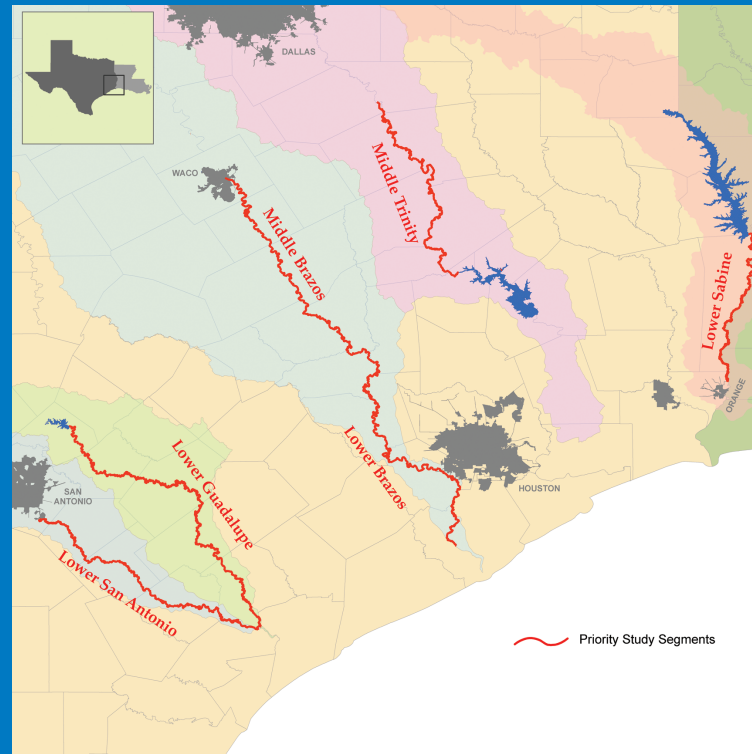 DALLAS
WACO
Middle Trinity
Middle Brazos
Lower Sabine
ORANGE
Lower Guadalupe
Lower Brazos
SAN
ANTONIO
HOUSTON
Lower San Antonio
Priority Study Segments